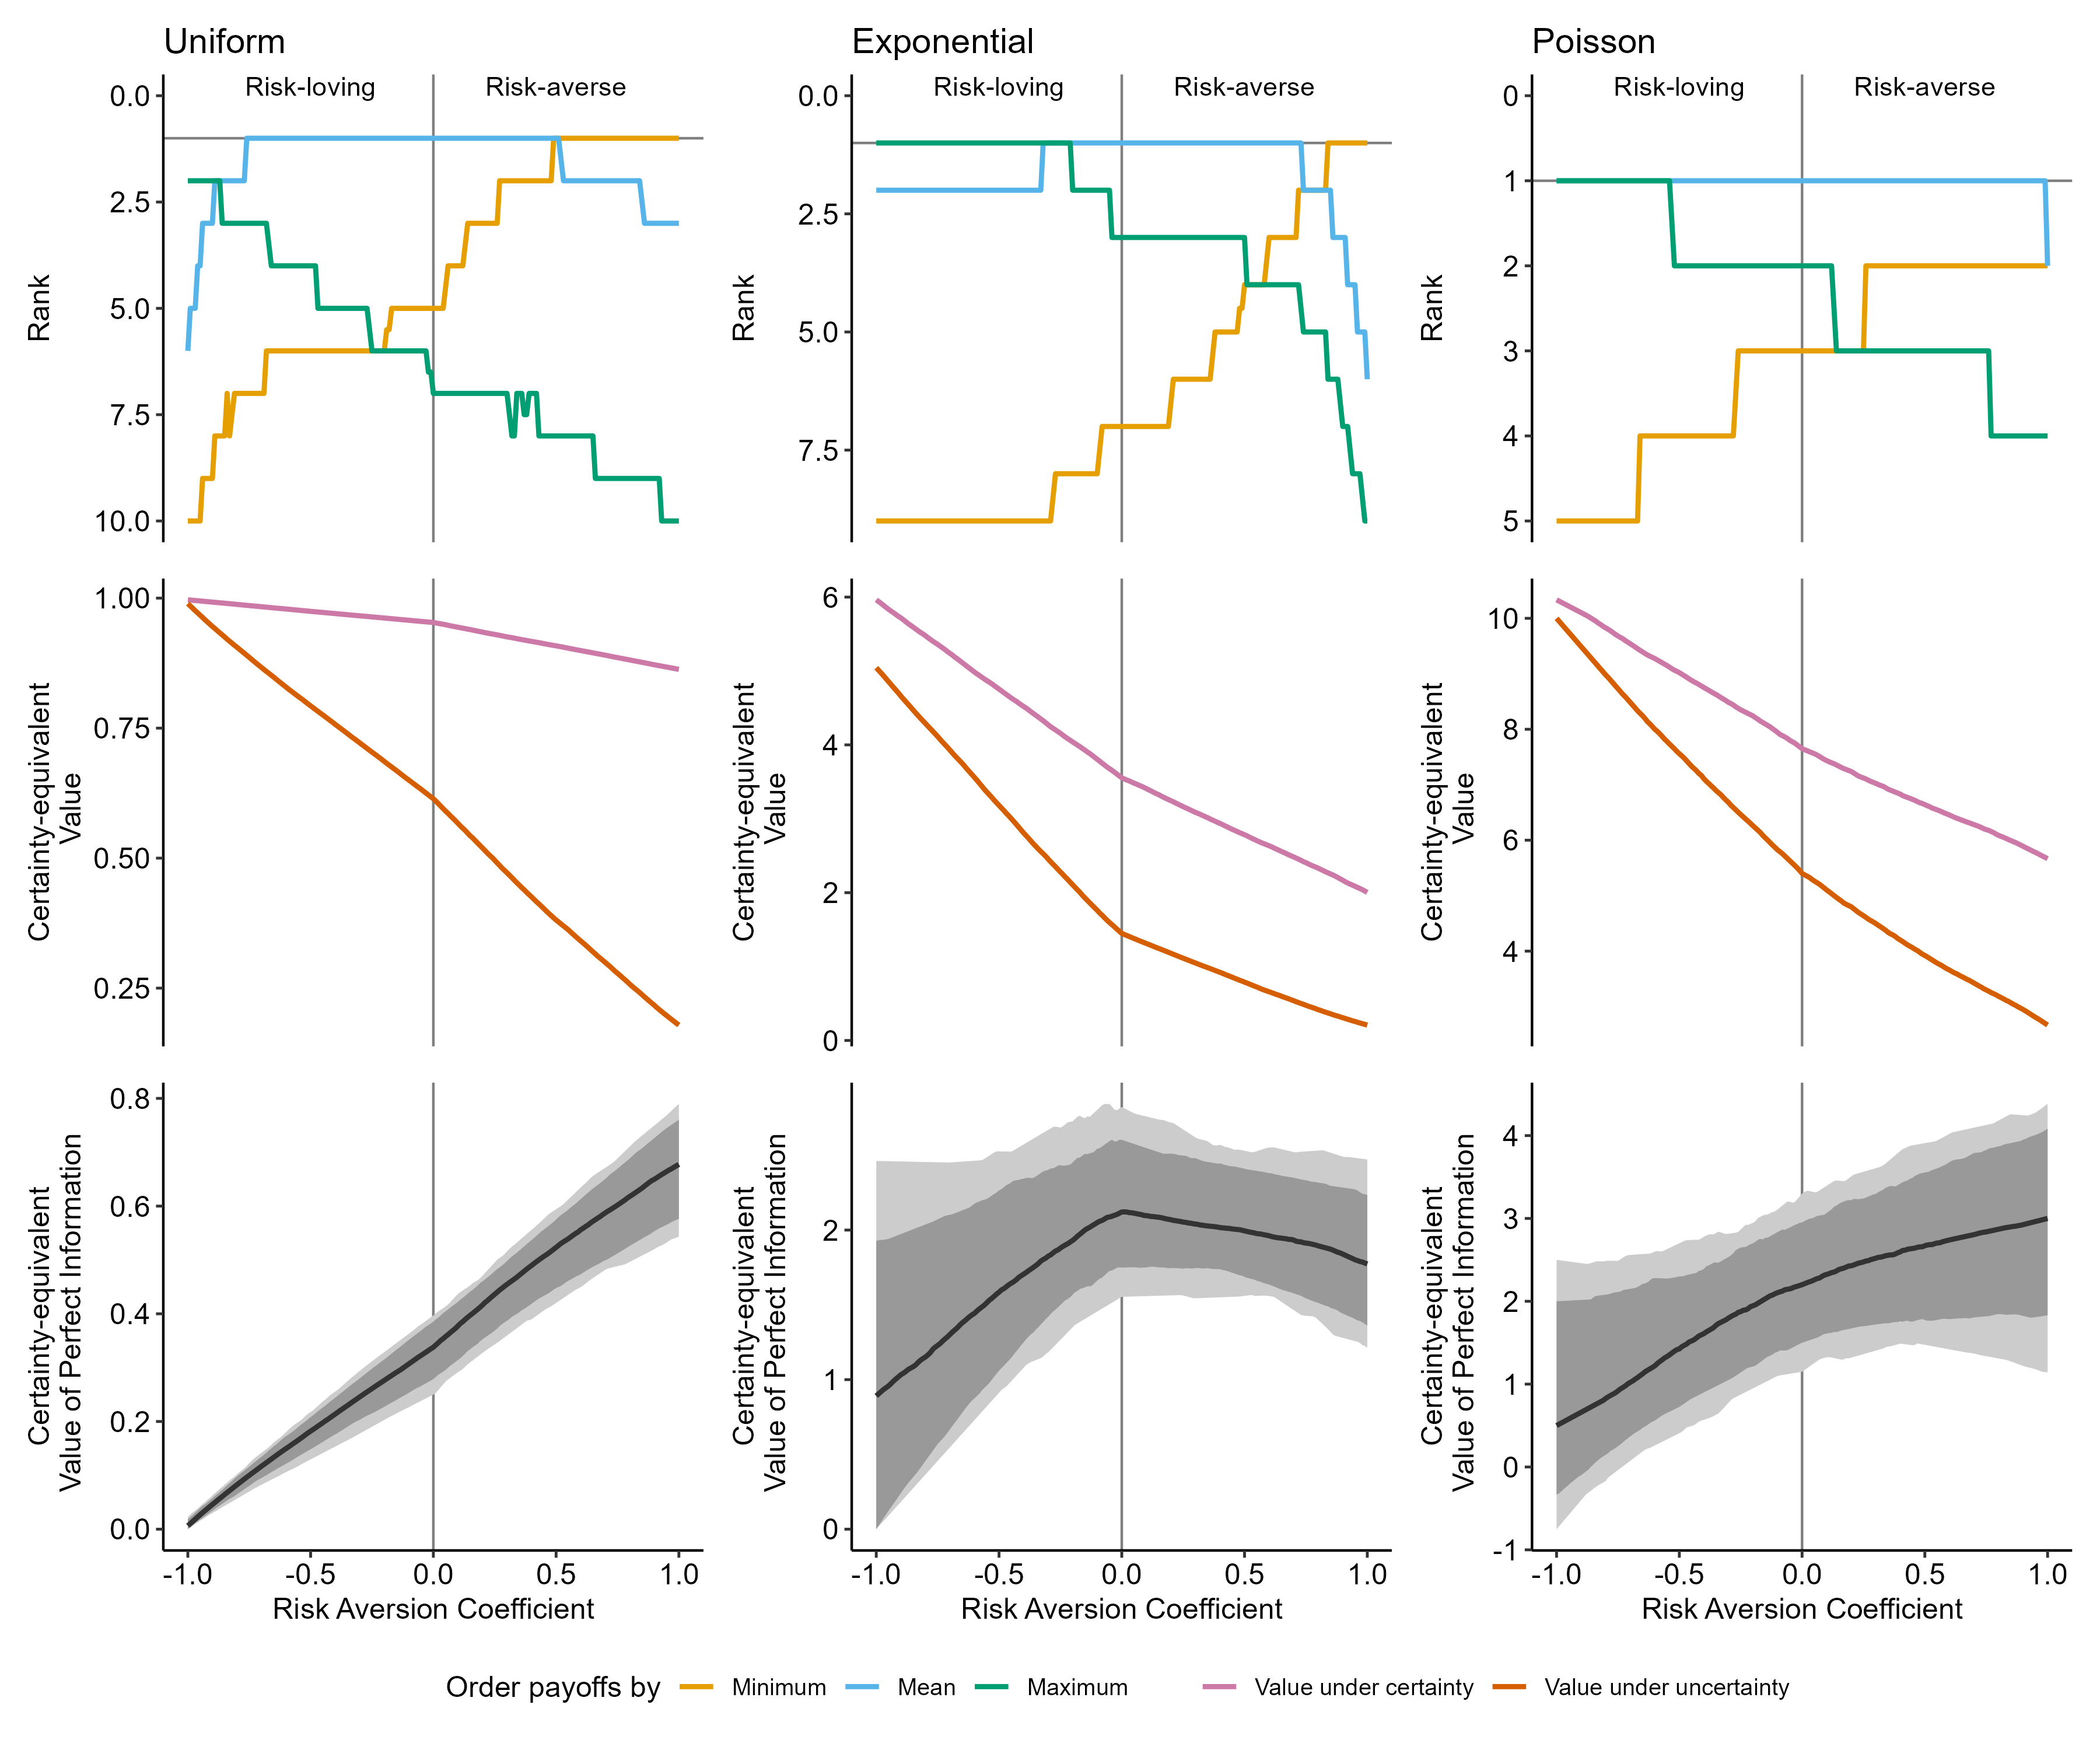 Uniform
Exponential
Poisson
Risk-loving
Risk-averse
0.0
2.5
5.0
7.5
10.0
Rank
Risk-loving
Risk-averse
0.0
2.5
5.0
7.5
Rank
Risk-loving
Risk-averse
0
1
2
3
4
5
Rank
1.00
0.75
0.50
0.25
Certainty-equivalent
Value
6
4
2
0
Certainty-equivalent
Value
10
8
6
4
Certainty-equivalent
Value
0.8
0.6
0.4
0.2
0.0
Certainty-equivalent
Value of Perfect Information
-1.0 -0.5 0.0 0.5 1.0
Risk Aversion Coefficient
2
1
0
Certainty-equivalent
Value of Perfect Information
-1.0 -0.5 0.0 0.5 1.0
Risk Aversion Coefficient
4
3
2
1
0
-1
Certainty-equivalent
Value of Perfect Information
-1.0 -0.5 0.0 0.5 1.0
Risk Aversion Coefficient
Order payoffs by Minimum Mean Maximum Value under certainty Value under uncertainty